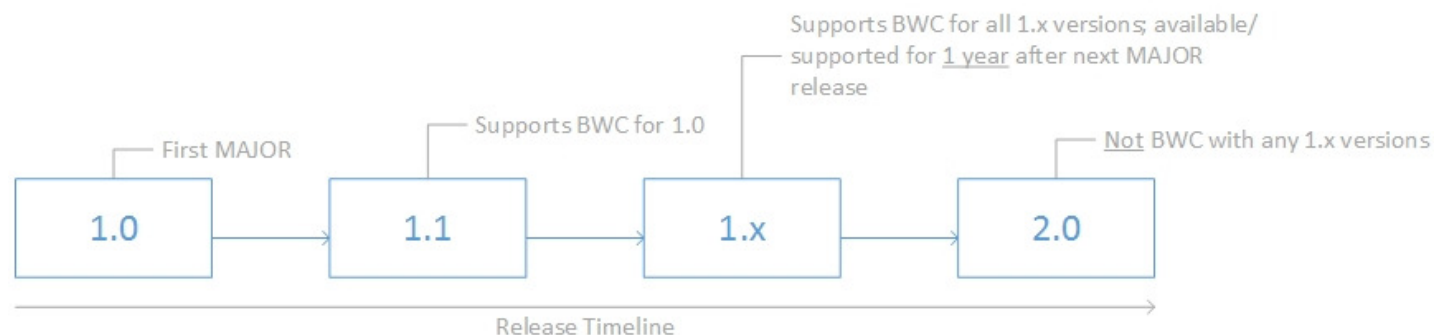 Supports BWC for all 1.x versions; available/
supported for 1 year after next MAJOR
release
Supports BWC for 1.0
First MAJOR
Not BWC with any 1.x versions
1.0
1.1
1.x
2.0
Release Timeline